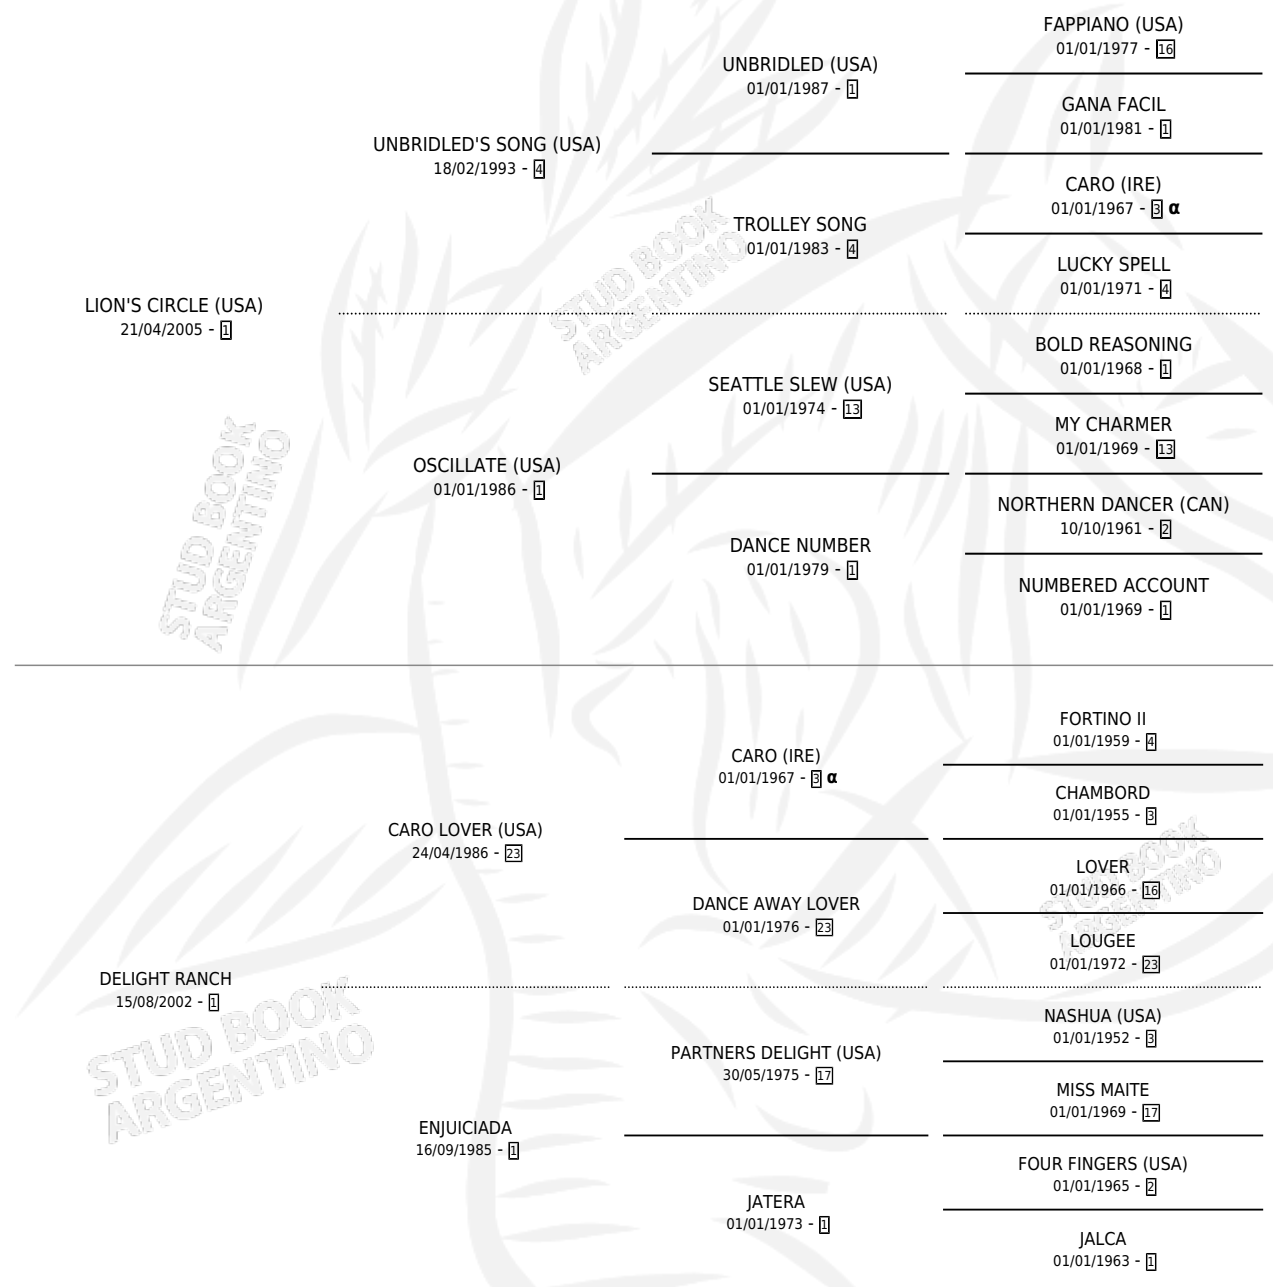 FAPPIANO (USA)
01/01/1977 - 16
UNBRIDLED (USA)
01/01/1987 - 1
GANA FACIL
01/01/1981 - 1
UNBRIDLED'S SONG (USA)
18/02/1993 - 4
CARO (IRE)
01/01/1967 - 3 α
TROLLEY SONG
01/01/1983 - 4
LUCKY SPELL
01/01/1971 - 4
LION'S CIRCLE (USA)
21/04/2005 - 1
BOLD REASONING
01/01/1968 - 1
SEATTLE SLEW (USA)
01/01/1974 - 13
MY CHARMER
01/01/1969 - 13
OSCILLATE (USA)
01/01/1986 - 1
NORTHERN DANCER (CAN)
10/10/1961 - 2
DANCE NUMBER
01/01/1979 - 1
NUMBERED ACCOUNT
01/01/1969 - 1
STUD BOOK
ARGENTINO
STUD BOOK
ARGENTINO
FORTINO II
01/01/1959 - 4
CARO (IRE)
01/01/1967 - 3 α
CHAMBORD
01/01/1955 - 3
CARO LOVER (USA)
24/04/1986 - 23
LOVER
01/01/1966 - 16
DANCE AWAY LOVER
01/01/1976 - 23
LOUGEE
01/01/1972 - 23
DELIGHT RANCH
15/08/2002 - 1
NASHUA (USA)
01/01/1952 - 3
PARTNERS DELIGHT (USA)
30/05/1975 - 17
MISS MAITE
01/01/1969 - 17
ENJUICIADA
16/09/1985 - 1
FOUR FINGERS (USA)
01/01/1965 - 2
JATERA
01/01/1973 - 1
JALCA
01/01/1963 - 1
STUD BOOK
ARGENTINO
STUD BOOK
ARGENTINO